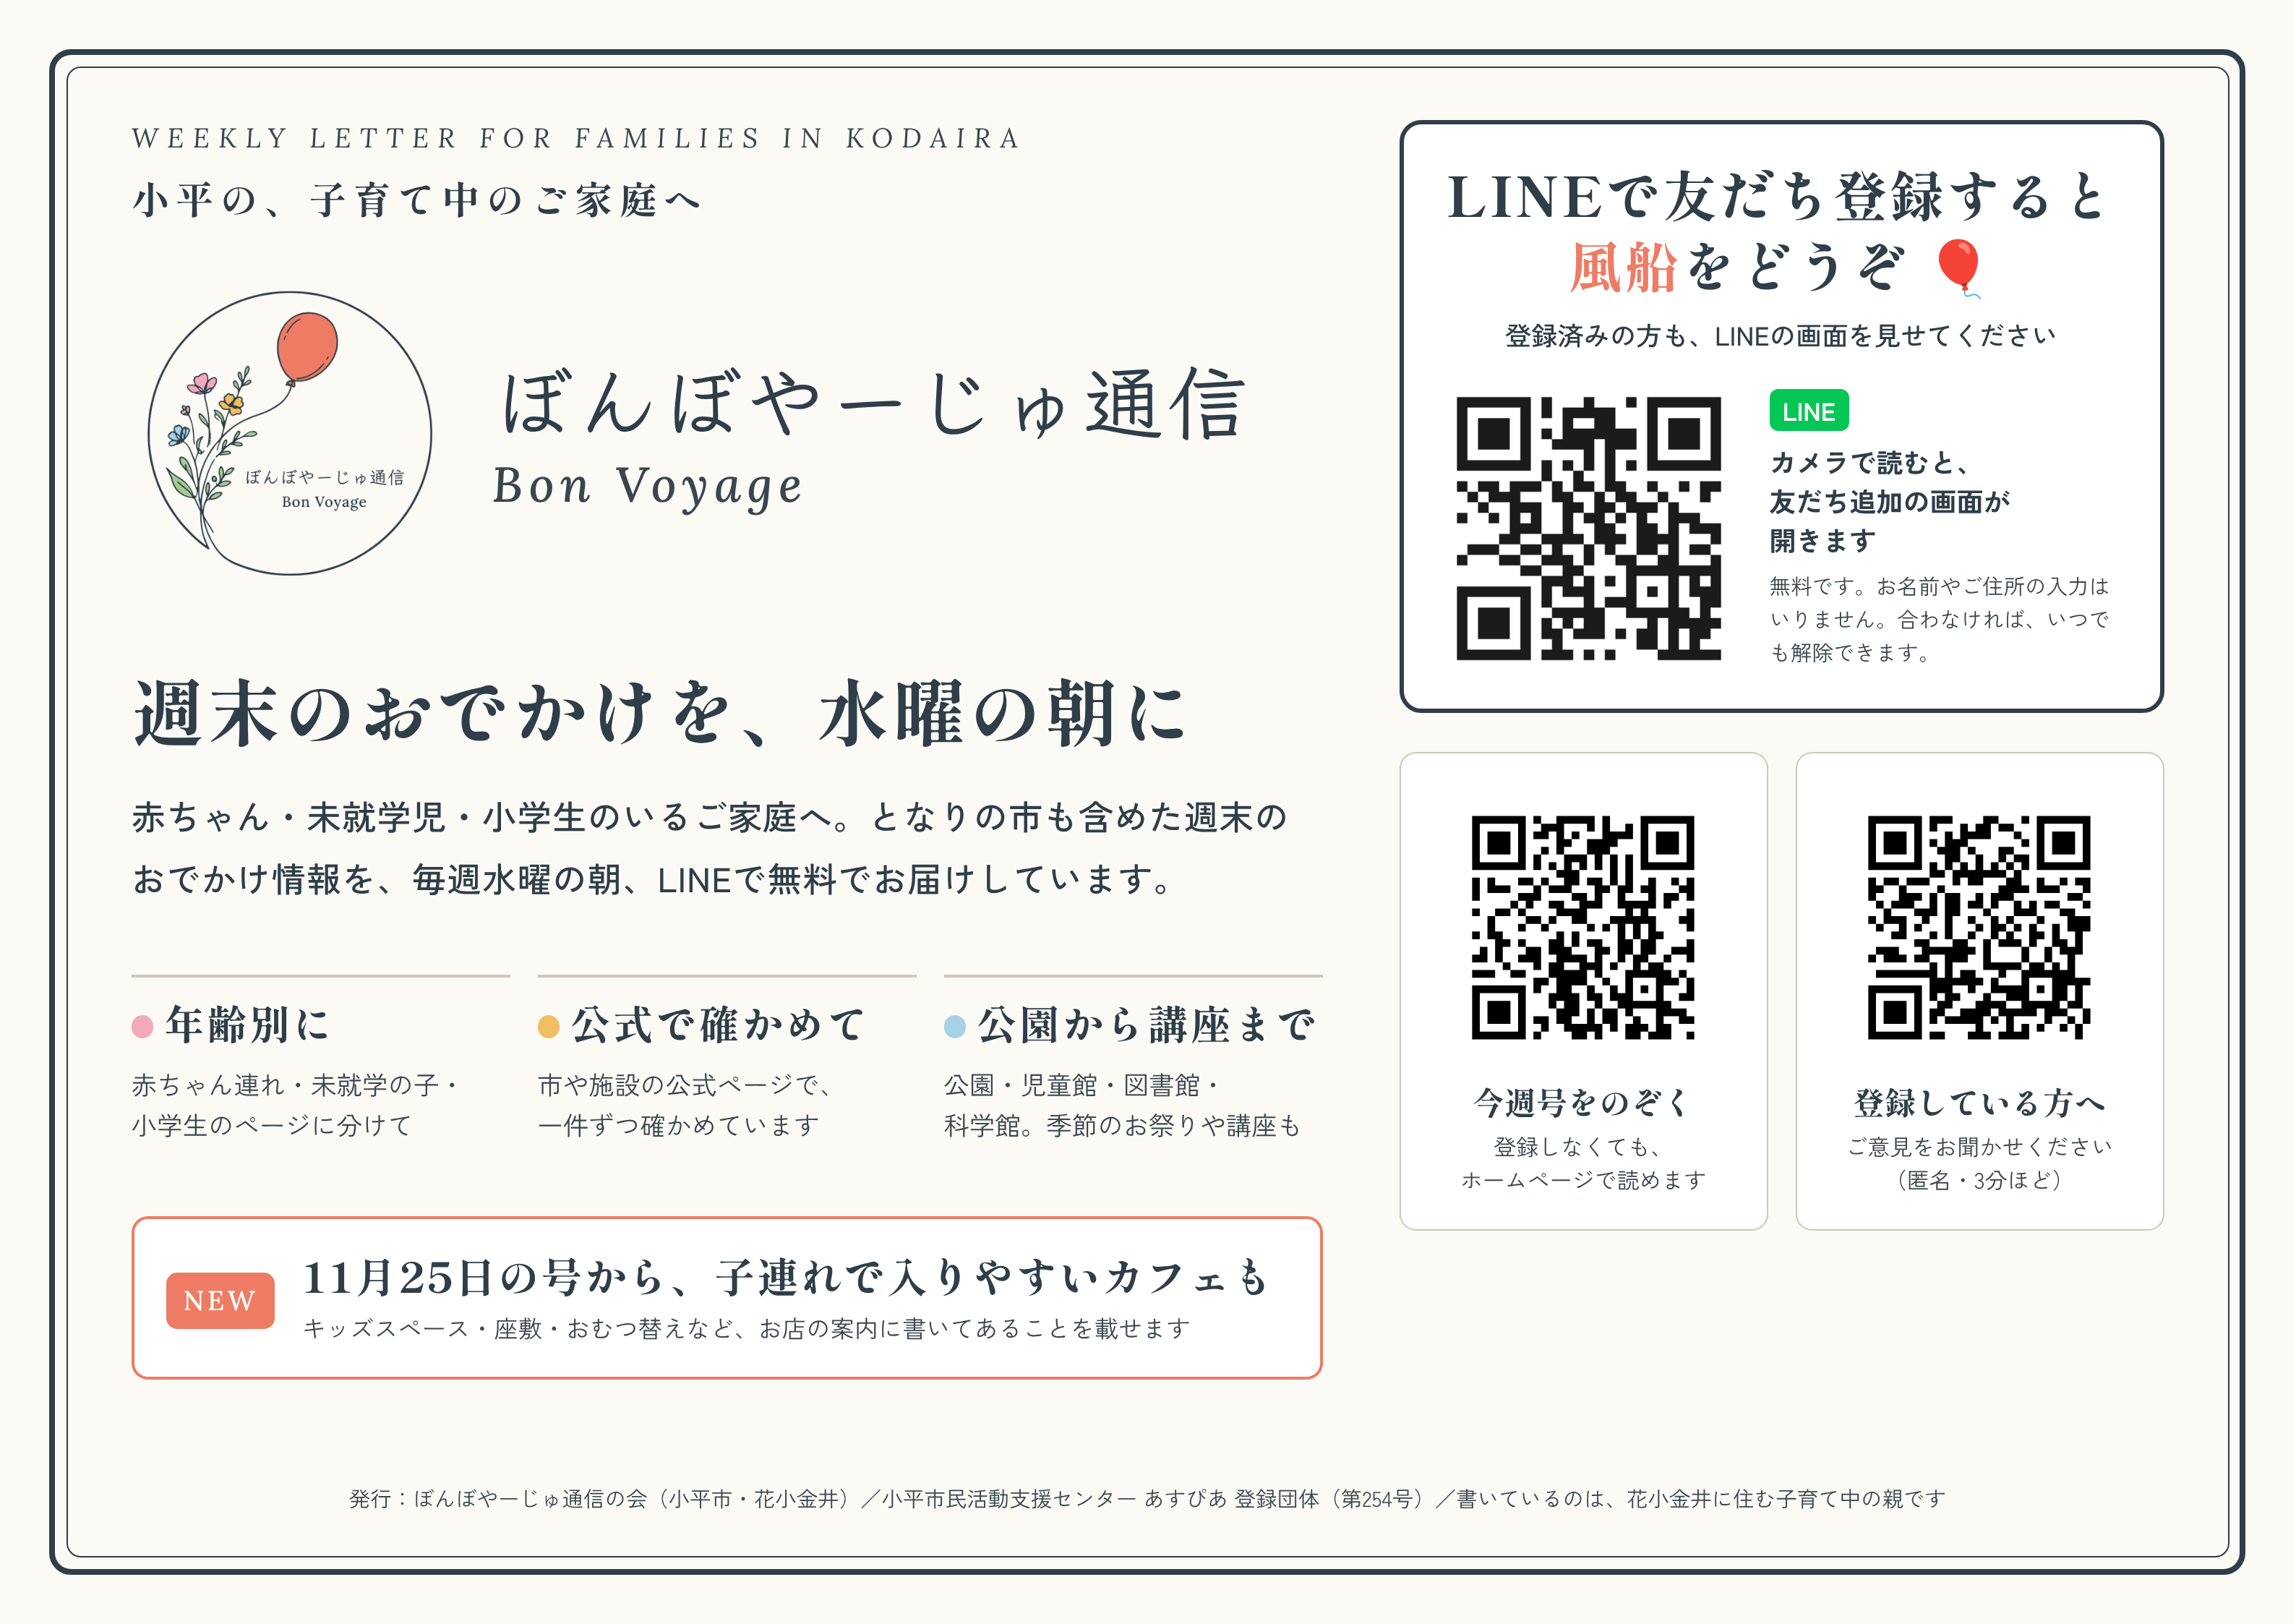 WEEKLY LETTER FOR FAMILIES IN KODAIRA
小平の、子育て中のご家庭へ
ぼんぼやーじゅ通信
Bon Voyage
ぼんぼやーじゅ通信
Bon Voyage
週末のおでかけを、水曜の朝に
赤ちゃん・未就学児・小学生のいるご家庭へ。となりの市も含めた週末の
おでかけ情報を、毎週水曜の朝、LINEで無料でお届けしています。
年齢別に
赤ちゃん連れ・未就学の子・
小学生のページに分けて
公式で確かめて
市や施設の公式ページで、
一件ずつ確かめています
公園から講座まで
公園・児童館・図書館・
科学館。季節のお祭りや講座も
NEW
11月25日の号から、子連れで入りやすいカフェも
キッズスペース・座敷・おむつ替えなど、お店の案内に書いてあることを載せます
LINEで友だち登録すると
風船をどうぞ 🎈
登録済みの方も、LINEの画面を見せてください
LINE
カメラで読むと、
友だち追加の画面が
開きます
無料です。お名前やご住所の入力は
いりません。合わなければ、いつで
も解除できます。
今週号をのぞく
登録しなくても、
ホームページで読めます
登録している方へ
ご意見をお聞かせください
（匿名・3分ほど）
発行：ぼんぼやーじゅ通信の会（小平市・花小金井）／小平市民活動支援センター あすぴあ 登録団体（第254号）／書いているのは、花小金井に住む子育て中の親です